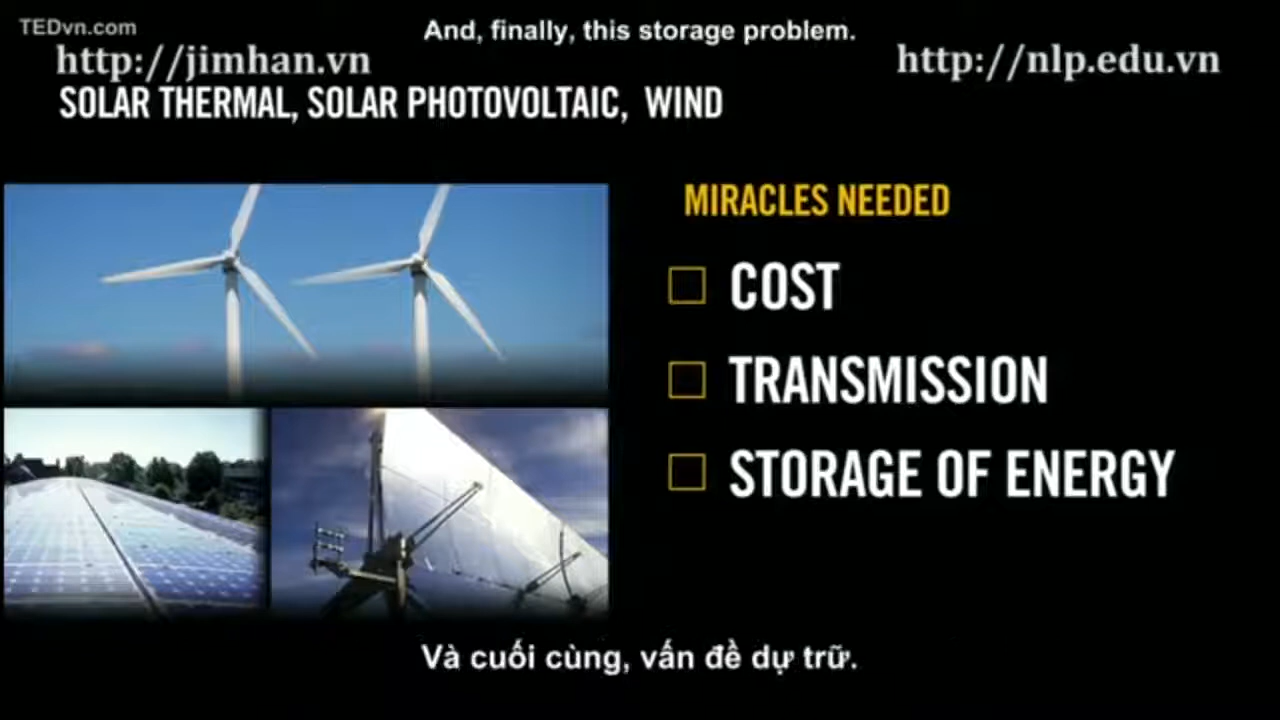 TEDvn.com
And, finally, this storage problem.
http://jimhan.vn
http://nlp.edu.vn
SOLAR THERMAL, SOLAR PHOTOVOLTAIC, WIND
MIRACLES NEEDED
COST
TRANSMISSION
STORAGE OF ENERGY
Và cuối cùng, vấn đề dự trữ.